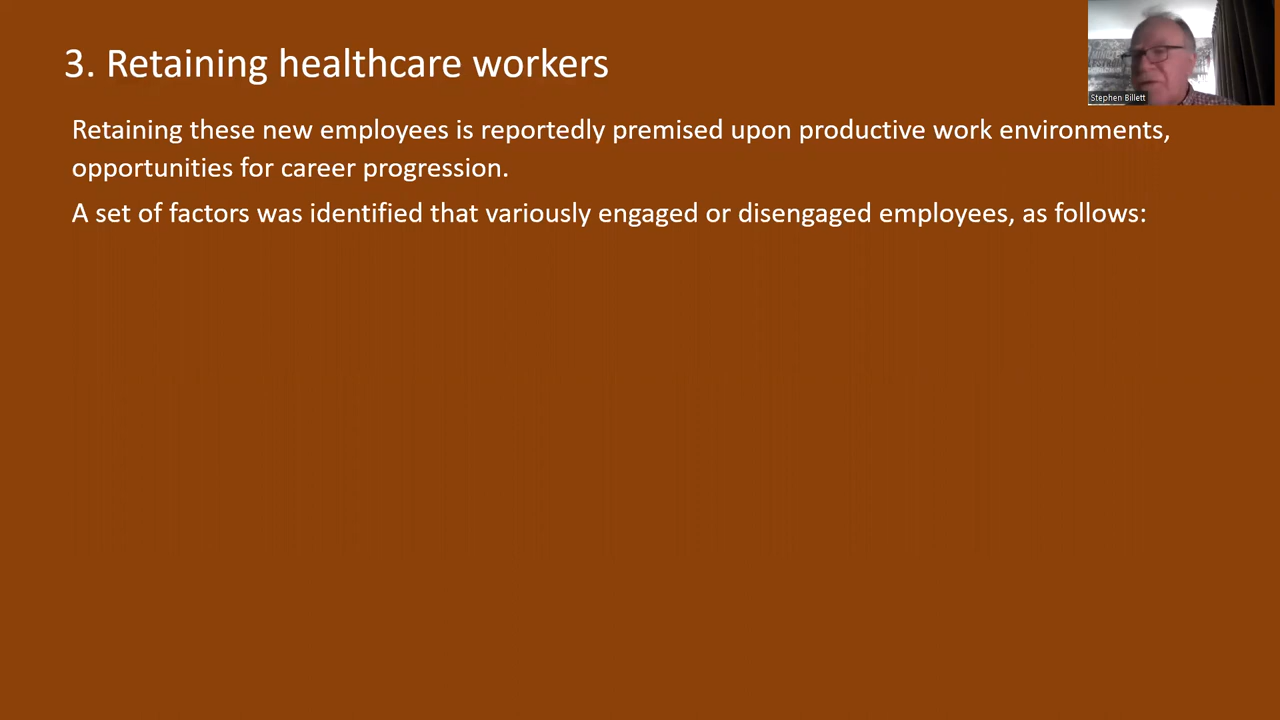 3. Retaining healthcare workers
Stephen Billett
Retaining these new employees is reportedly premised upon productive work environments,
opportunities for career progression.
A set of factors was identified that variously engaged or disengaged employees, as follows: